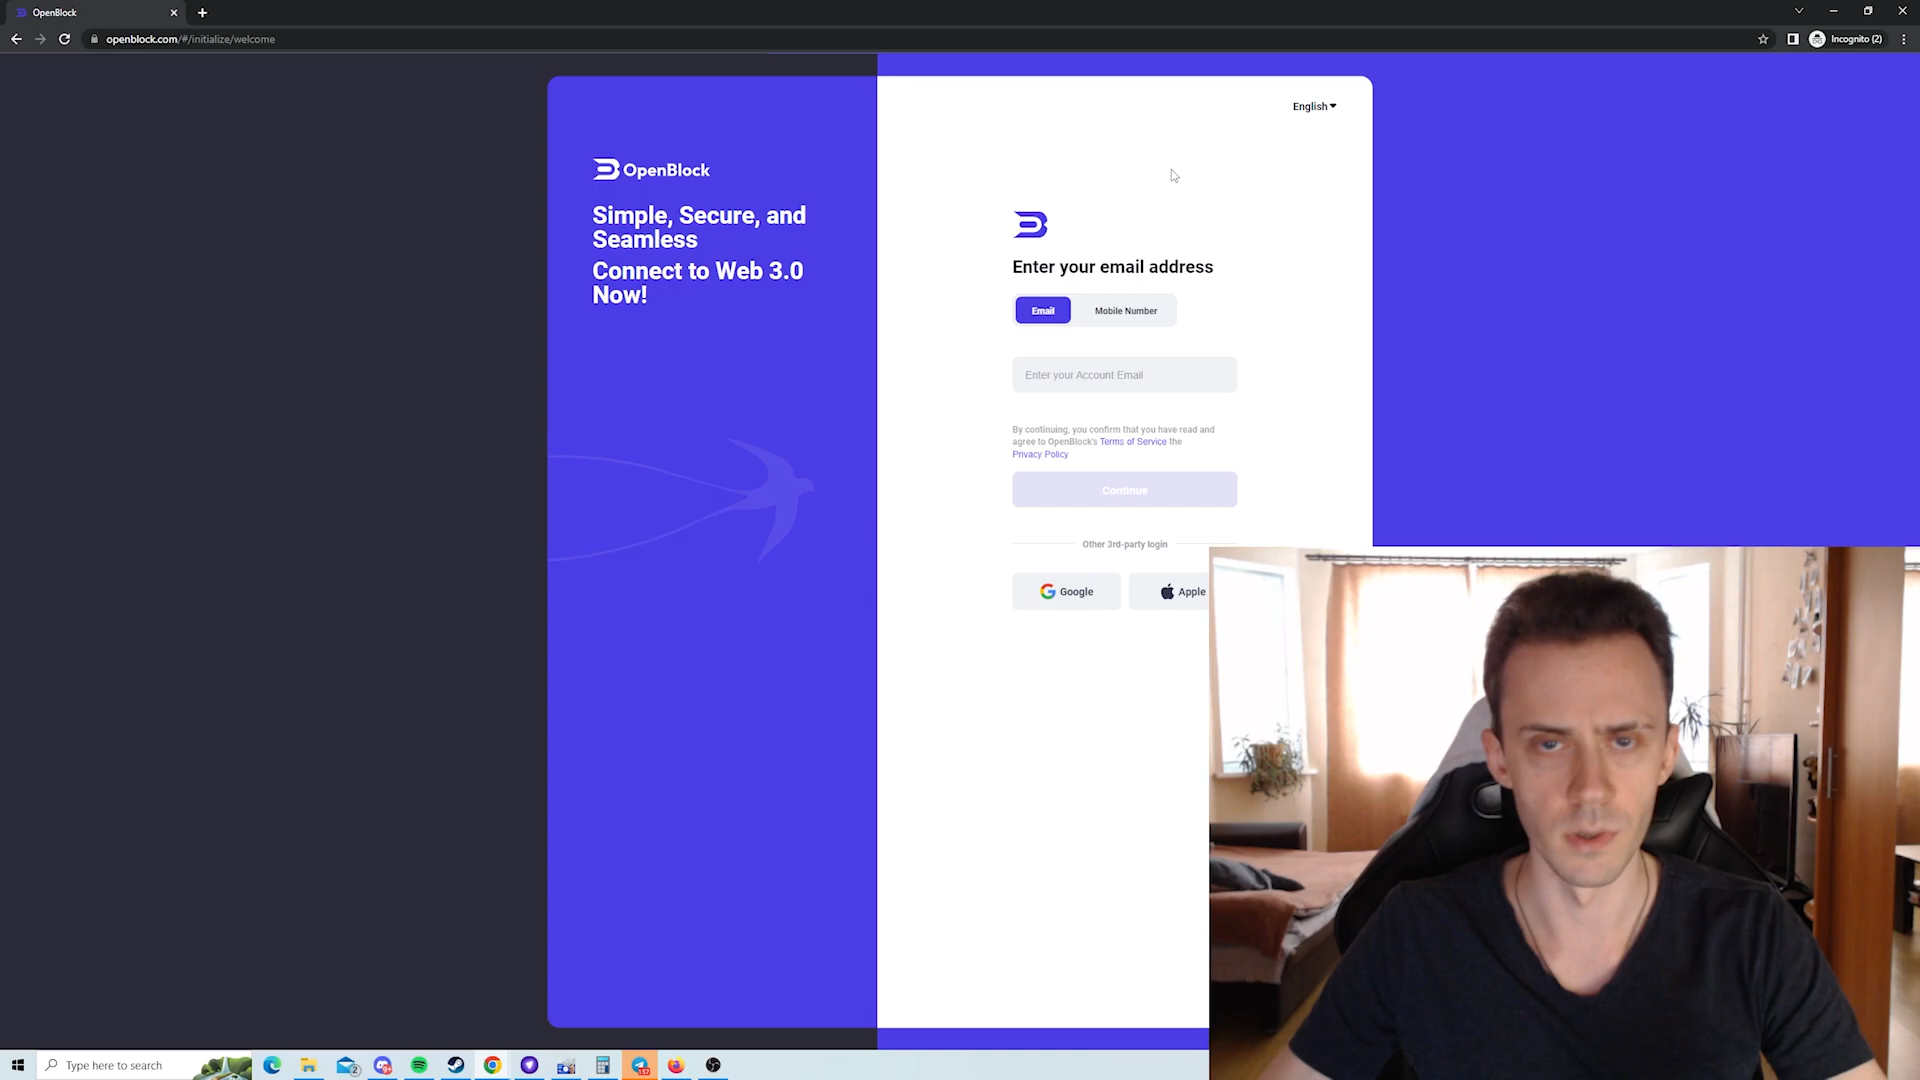 OpenBlock
openblock.com/#/initialize/welcome
Incognito (2)
English
OpenBlock
Simple, Secure, and
Seamless
Connect to Web 3.0
Now!
Enter your email address
Email
Mobile Number
Enter your Account Email
By continuing, you confirm that you have read and
agree to OpenBlock's Terms of Service the
Privacy Policy
Continue
Other 3rd-party login
Google
Apple
Type here to search
2
9+
157